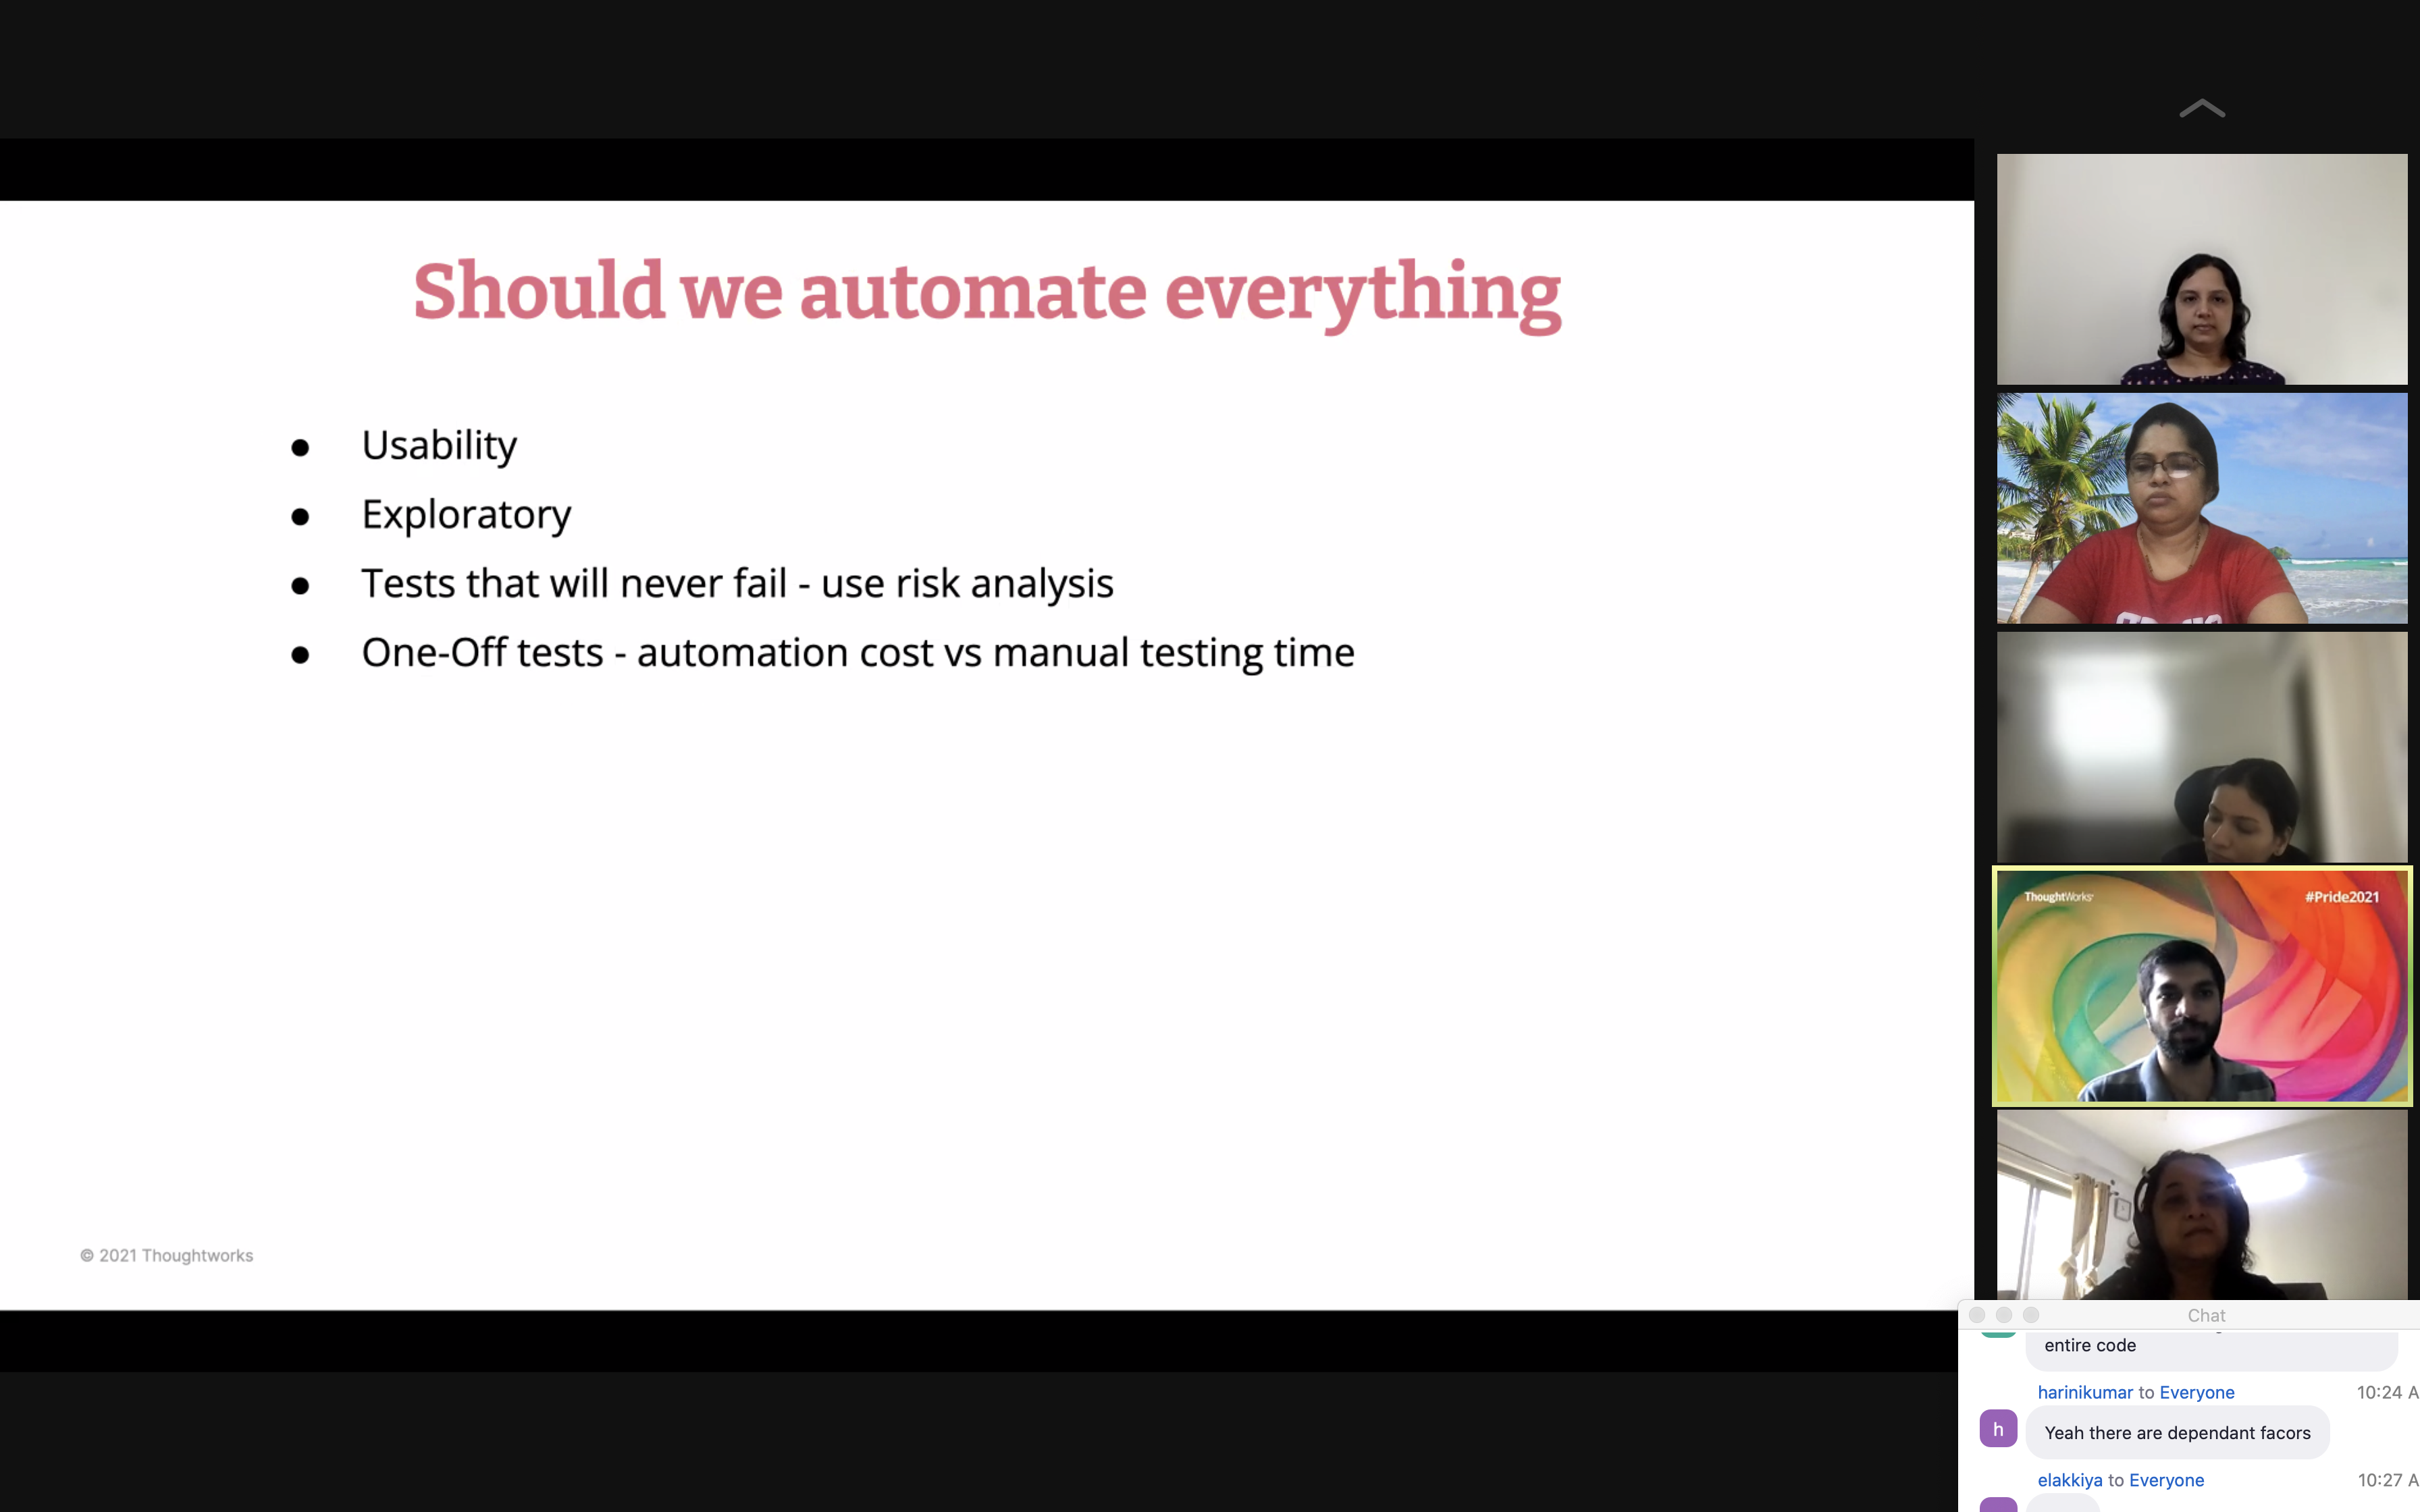 Should we automate everything
● Usability
● Exploratory
● Tests that will never fail - use risk analysis
● One-Off tests - automation cost vs manual testing time
© 2021 Thoughtworks
ThoughtWorks #Pride2021
Chat
entire code
harinikumar to Everyone 10:24 A
h
Yeah there are dependant facors
elakkiya to Everyone 10:27 A